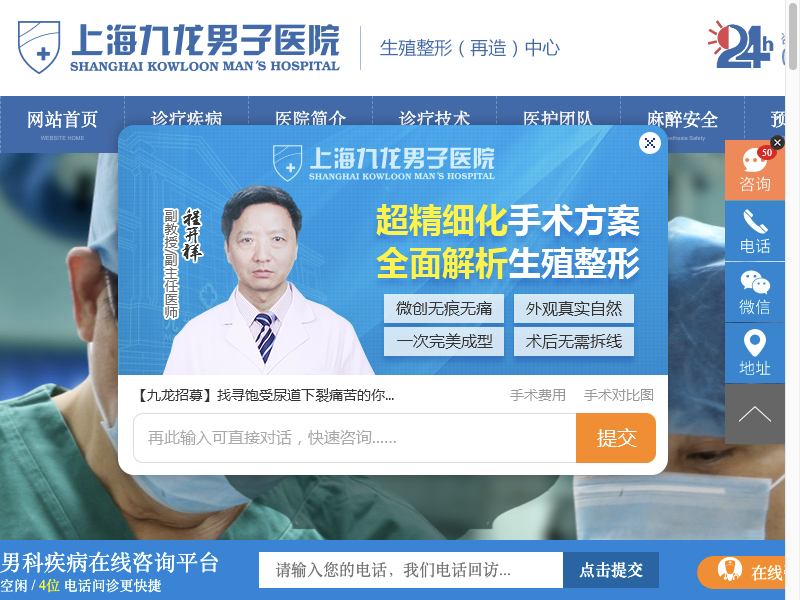 上海九龙男子医院
SHANGHAI KOWLOON MAN'S HOSPITAL
生殖整形（再造）中心
24h
网站首页
WEBSITE HOME
诊疗疾病
医院简介
诊疗技术
医护团队
麻醉安全
预
上海九龙男子医院
SHANGHAI KOWLOON MAN'S HOSPITAL
程开祥
副教授/副主任医师
超精细化手术方案
全面解析生殖整形
微创无痕无痛 外观真实自然
一次完美成型 术后无需拆线
【九龙招募】找寻饱受尿道下裂痛苦的你... 手术费用 手术对比图
再此输入可直接对话，快速咨询...... 提交
50
咨询
电话
微信
地址
男科疾病在线咨询平台
空闲 / 4位 电话问诊更快捷
请输入您的电话，我们电话回访...
点击提交
在线